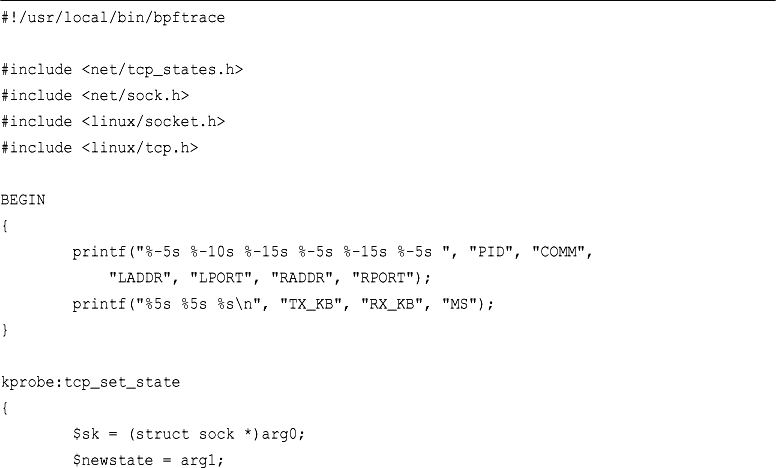 #!/usr/local/bin/bpftrace
#include <net/tcp_states.h>
#include <net/sock.h>
#include <linux/socket.h>
#include <linux/tcp.h>
BEGIN
{
        printf("%-5s %-10s %-15s %-5s %-15s %-5s ", "PID", "COMM",
            "LADDR", "LPORT", "RADDR", "RPORT");
        printf("%5s %5s %s\n", "TX_KB", "RX_KB", "MS");
}
kprobe:tcp_set_state
{
        $sk = (struct sock *)arg0;
        $newstate = arg1;